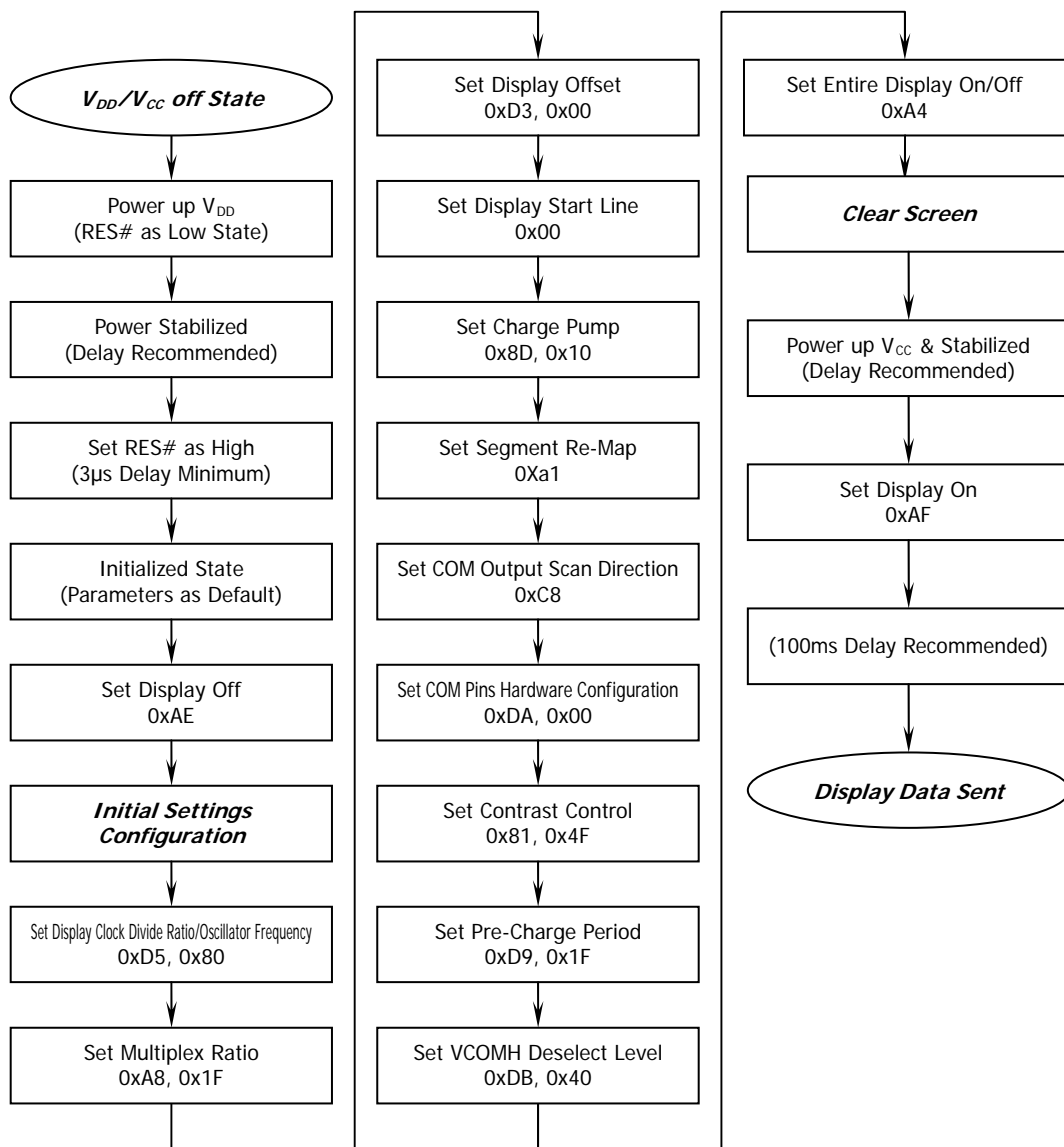 V_DD/V_CC off State
Power up V_DD
(RES# as Low State)
Power Stabilized
(Delay Recommended)
Set RES# as High
(3μs Delay Minimum)
Initialized State
(Parameters as Default)
Set Display Off
0xAE
Initial Settings
Configuration
Set Display Clock Divide Ratio/Oscillator Frequency
0xD5, 0x80
Set Multiplex Ratio
0xA8, 0x1F
Set Display Offset
0xD3, 0x00
Set Display Start Line
0x00
Set Charge Pump
0x8D, 0x10
Set Segment Re-Map
0Xa1
Set COM Output Scan Direction
0xC8
Set COM Pins Hardware Configuration
0xDA, 0x00
Set Contrast Control
0x81, 0x4F
Set Pre-Charge Period
0xD9, 0x1F
Set VCOMH Deselect Level
0xDB, 0x40
Set Entire Display On/Off
0xA4
Clear Screen
Power up V_CC & Stabilized
(Delay Recommended)
Set Display On
0xAF
(100ms Delay Recommended)
Display Data Sent